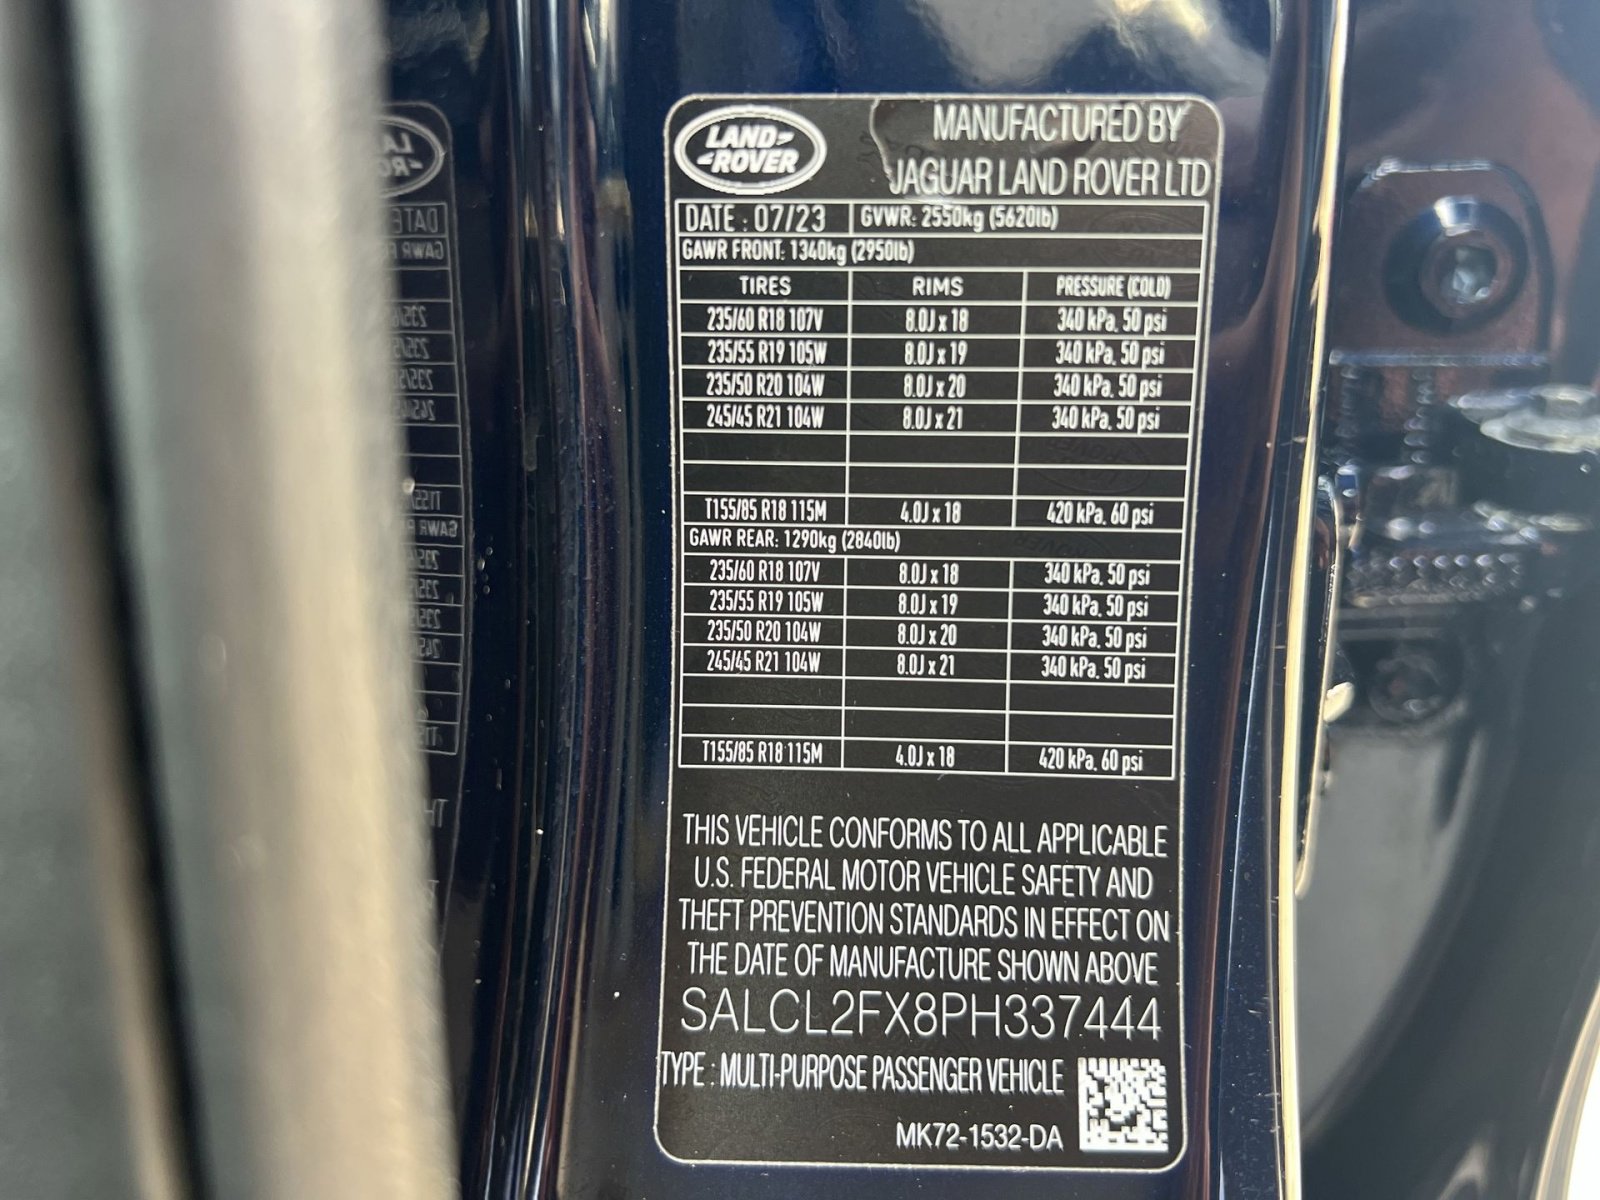 LAND
ROVER
MANUFACTURED BY
JAGUAR LAND ROVER LTD
DATE : 07/23 GVWR: 2550kg (5620lb)
GAWR FRONT: 1340kg (2950lb)
TIRES RIMS PRESSURE (COLD)
235/60 R18 107V 8.0J x 18 340 kPa, 50 psi
235/55 R19 105W 8.0J x 19 340 kPa, 50 psi
235/50 R20 104W 8.0J x 20 340 kPa, 50 psi
245/45 R21 104W 8.0J x 21 340 kPa, 50 psi
T155/85 R18 115M 4.0J x 18 420 kPa, 60 psi
GAWR REAR: 1290kg (2840lb)
235/60 R18 107V 8.0J x 18 340 kPa, 50 psi
235/55 R19 105W 8.0J x 19 340 kPa, 50 psi
235/50 R20 104W 8.0J x 20 340 kPa, 50 psi
245/45 R21 104W 8.0J x 21 340 kPa, 50 psi
T155/85 R18 115M 4.0J x 18 420 kPa, 60 psi
THIS VEHICLE CONFORMS TO ALL APPLICABLE
U.S. FEDERAL MOTOR VEHICLE SAFETY AND
THEFT PREVENTION STANDARDS IN EFFECT ON
THE DATE OF MANUFACTURE SHOWN ABOVE
SALCL2FX8PH337444
TYPE : MULTI-PURPOSE PASSENGER VEHICLE
MK72-1532-DA